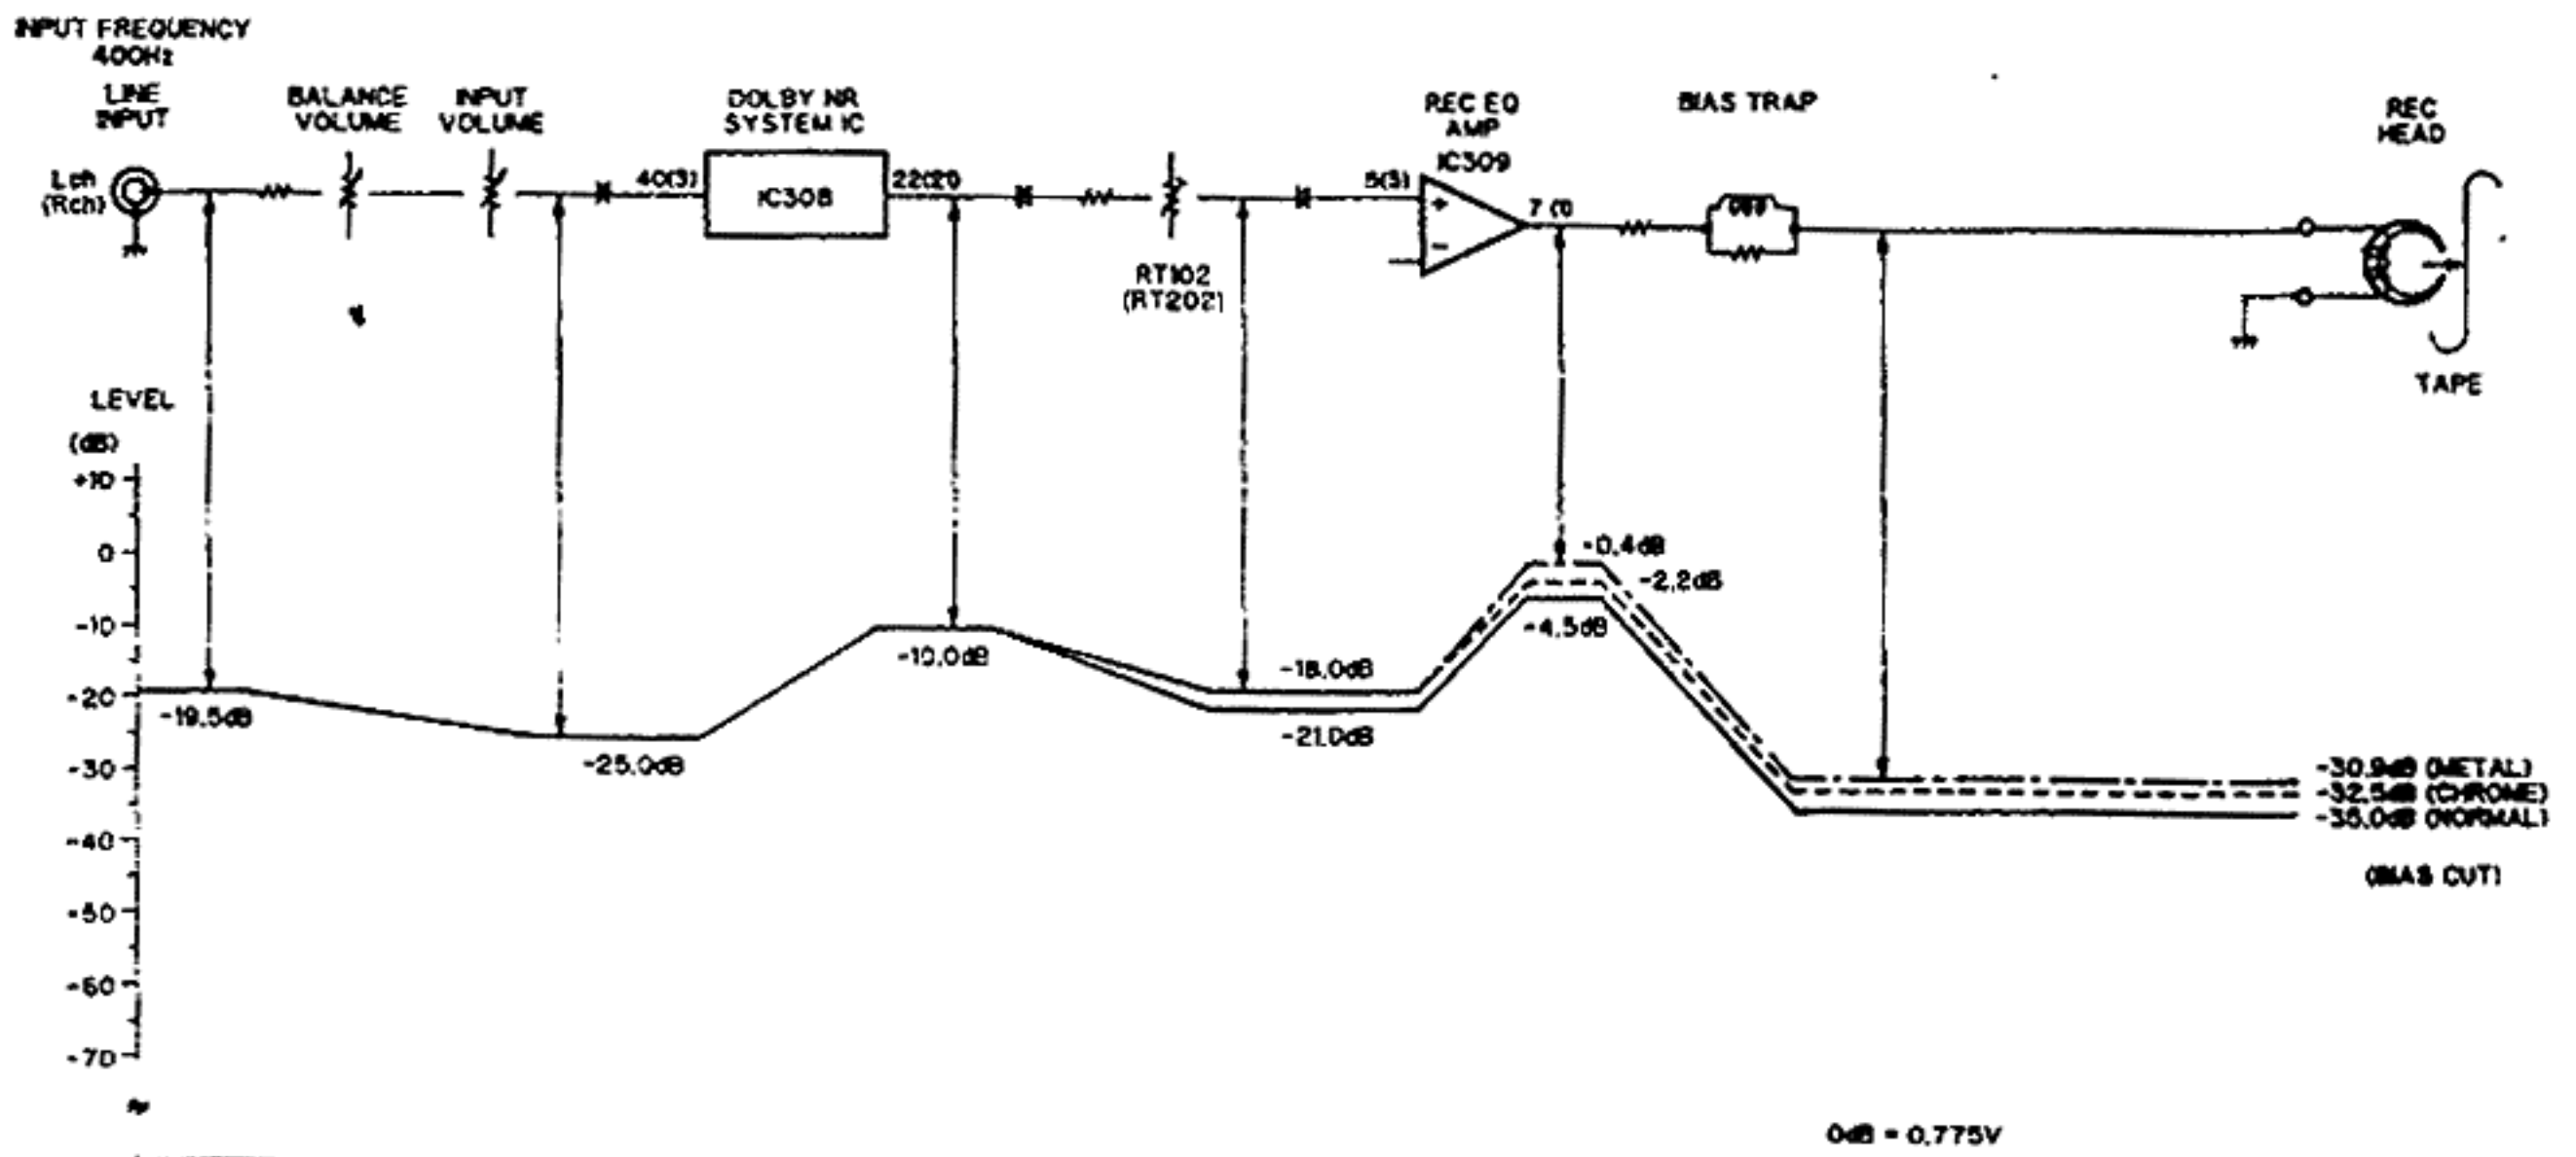 INPUT FREQUENCY
400Hz
LINE
INPUT
BALANCE
VOLUME
INPUT
VOLUME
DOLBY NR
SYSTEM IC
REC EQ
AMP
IC309
BIAS TRAP
REC
HEAD
Lch
(Rch)
40(3)
IC308
22(21)
5(3)
+
-
7 (1)
RT102
(RT202)
TAPE
LEVEL
(dB)
+10
0
-10
-20
-30
-40
-50
-60
-70
-19.5dB
-25.0dB
-10.0dB
-18.0dB
-21.0dB
-0.4dB
-2.2dB
-4.5dB
-30.9dB (METAL)
-32.5dB (CHROME)
-35.0dB (NORMAL)
(BIAS CUT)
0dB = 0.775V